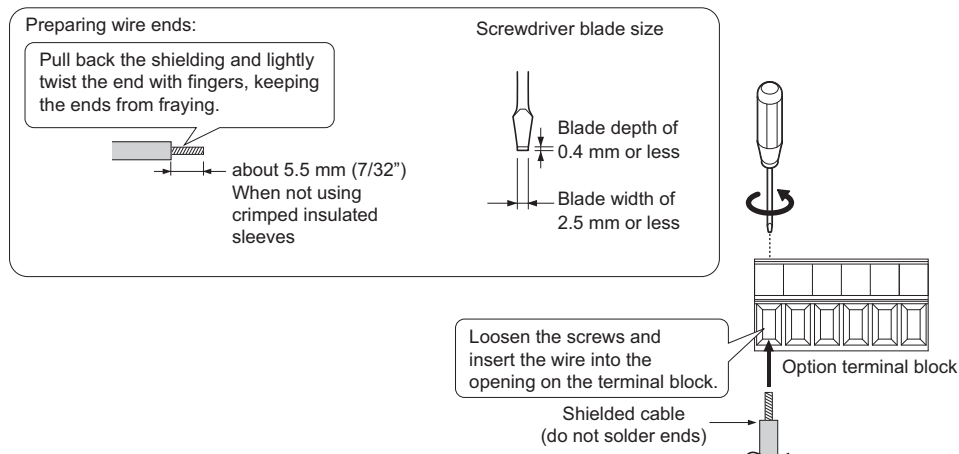 Preparing wire ends:
Pull back the shielding and lightly
twist the end with fingers, keeping
the ends from fraying.
about 5.5 mm (7/32”)
When not using
crimped insulated
sleeves
Screwdriver blade size
Blade depth of
0.4 mm or less
Blade width of
2.5 mm or less
Loosen the screws and
insert the wire into the
opening on the terminal block.
Option terminal block
Shielded cable
(do not solder ends)